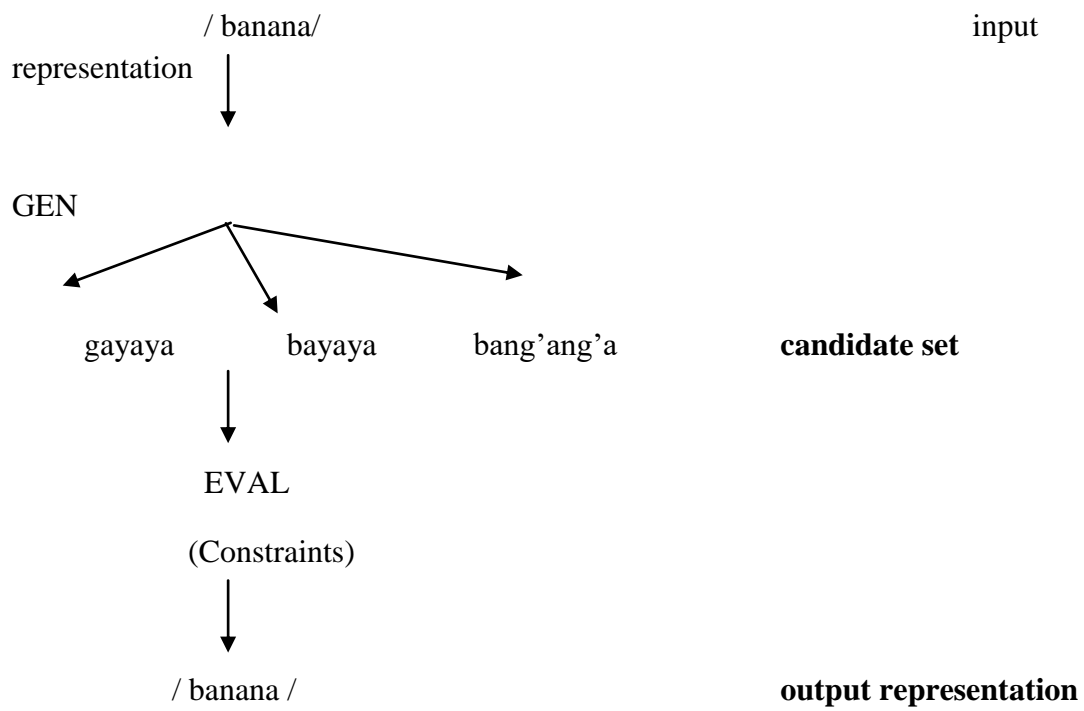 / banana/ input
representation
GEN
gayaya bayaya bang’ang’a candidate set
EVAL
(Constraints)
/ banana / output representation